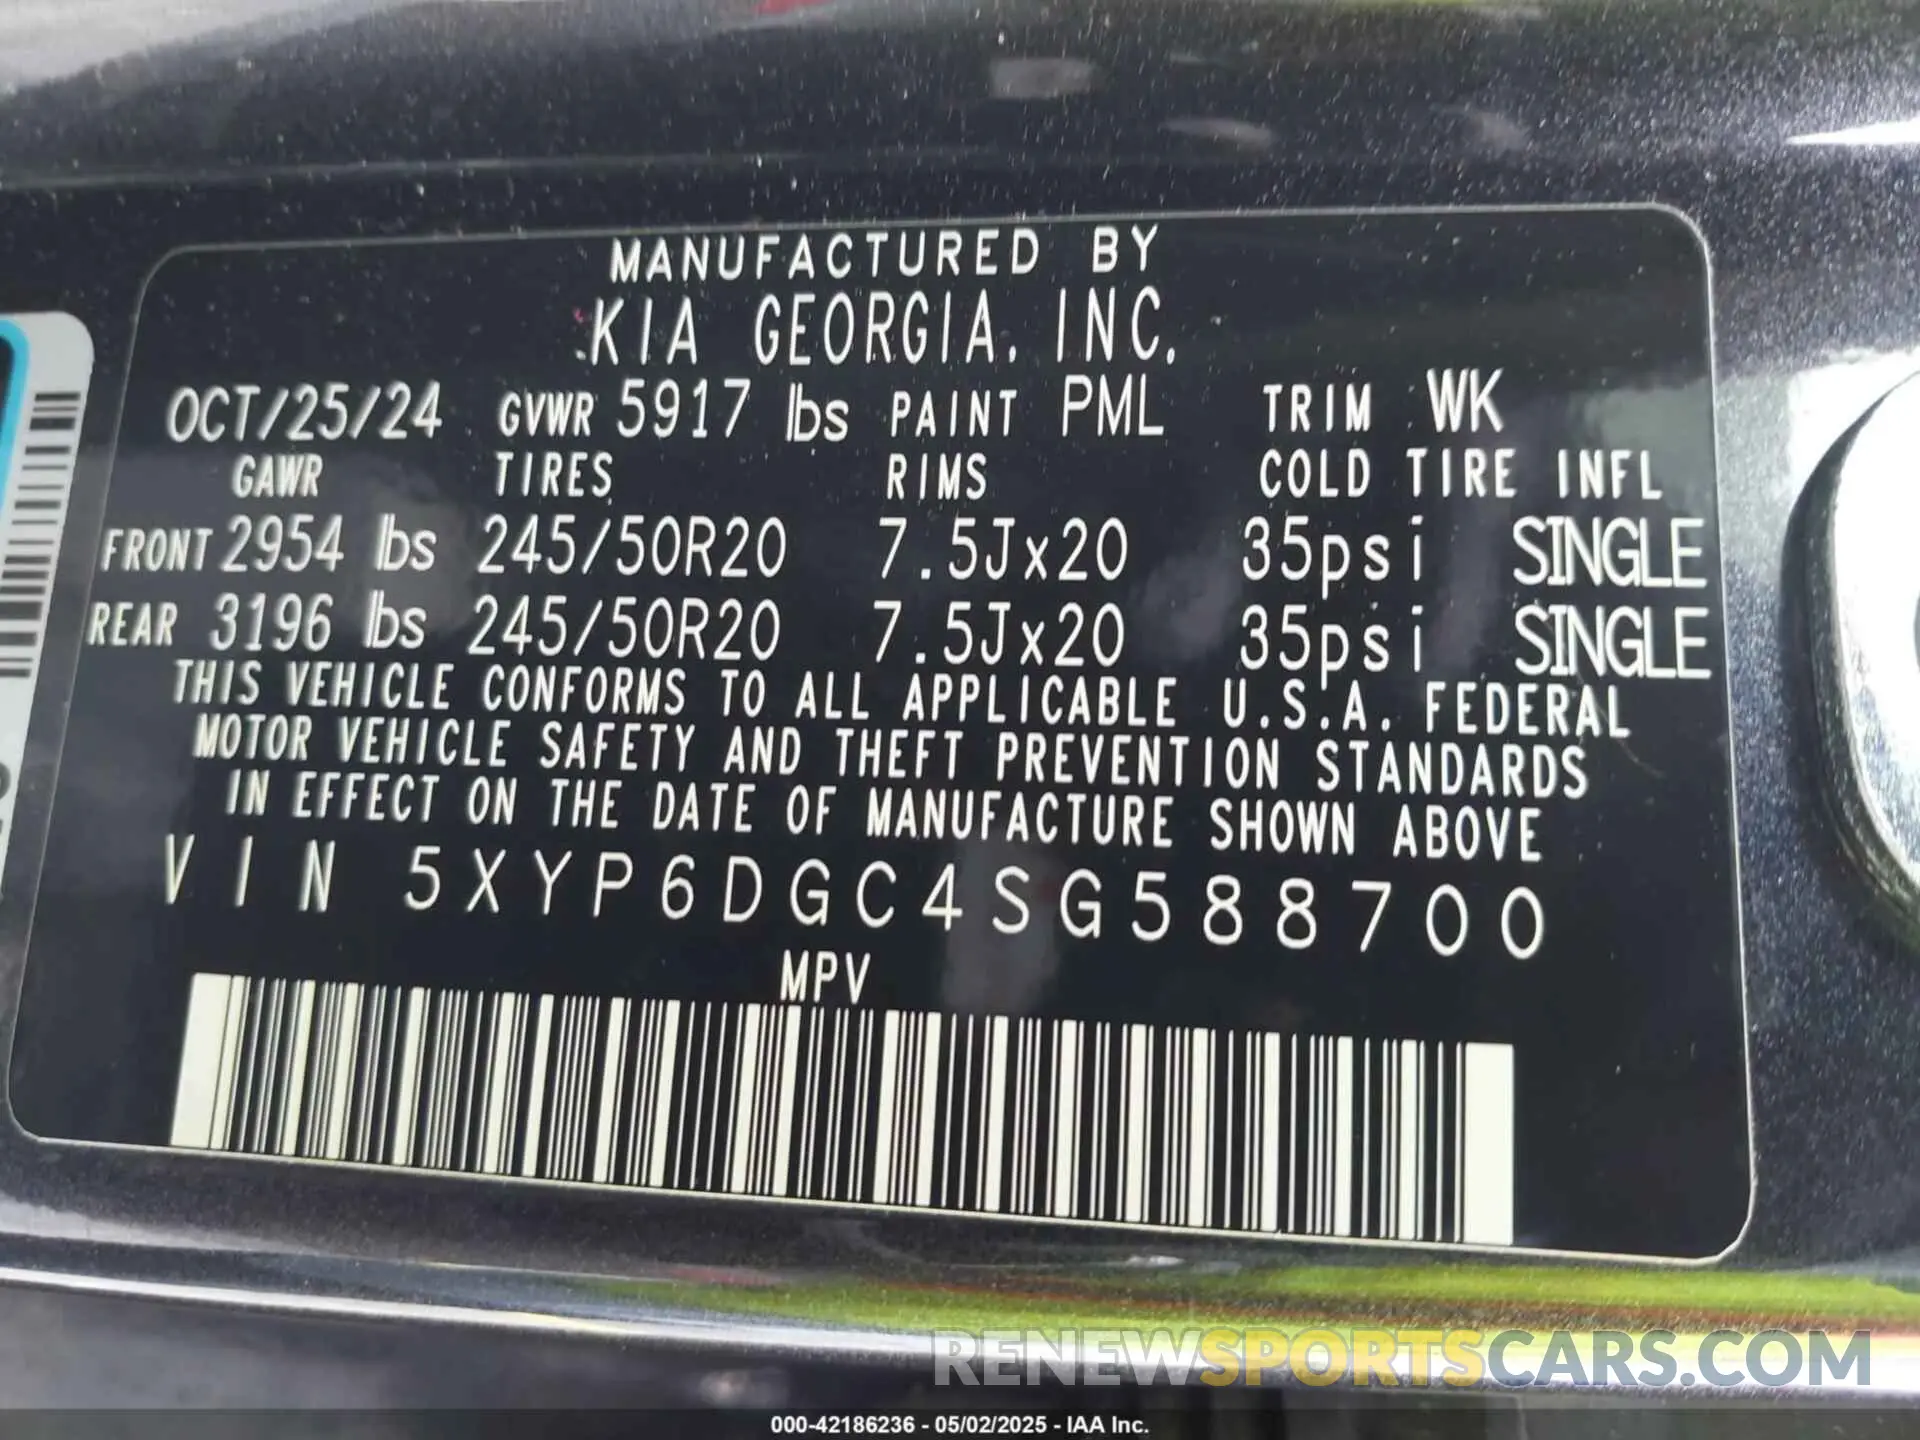 MANUFACTURED BY
KIA GEORGIA, INC.
OCT/25/24 GVWR 5917 lbs PAINT PML TRIM WK
GAWR TIRES RIMS COLD TIRE INFL
FRONT 2954 lbs 245/50R20 7.5Jx20 35psi SINGLE
REAR 3196 lbs 245/50R20 7.5Jx20 35psi SINGLE
THIS VEHICLE CONFORMS TO ALL APPLICABLE U.S.A. FEDERAL
MOTOR VEHICLE SAFETY AND THEFT PREVENTION STANDARDS
IN EFFECT ON THE DATE OF MANUFACTURE SHOWN ABOVE
VIN 5XYP6DGC4SG588700
MPV
RENEWSPORTSCARS.COM
000-42186236 - 05/02/2025 - IAA Inc.